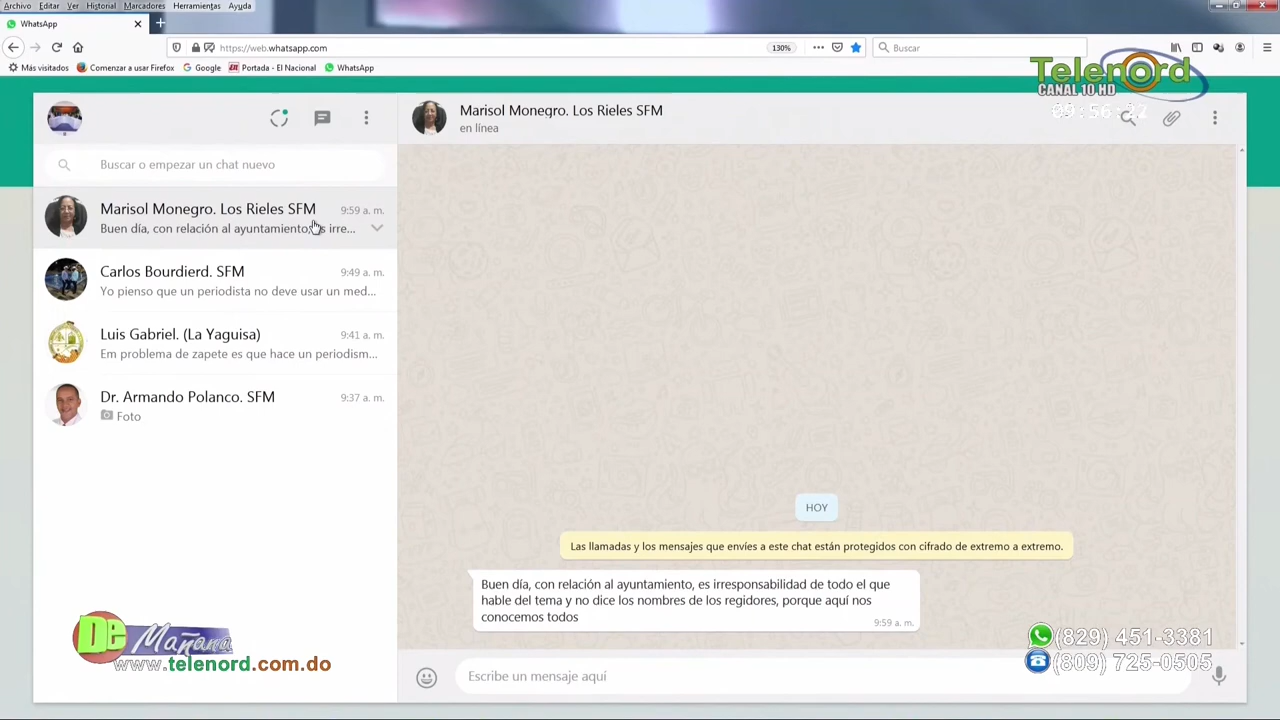 Archivo Editar Ver Historial Marcadores Herramientas Ayuda
WhatsApp
https://web.whatsapp.com
130%
Buscar
Más visitados Comenzar a usar Firefox Google Portada - El Nacional WhatsApp
Telenord
CANAL 10 HD
Marisol Monegro. Los Rieles SFM
en línea
Buscar o empezar un chat nuevo
Marisol Monegro. Los Rieles SFM 9:59 a. m.
Buen día, con relación al ayuntamiento, es irre...
Carlos Bourdierd. SFM 9:49 a. m.
Yo pienso que un periodista no deve usar un med...
Luis Gabriel. (La Yaguisa) 9:41 a. m.
Em problema de zapete es que hace un periodism...
Dr. Armando Polanco. SFM 9:37 a. m.
Foto
HOY
Las llamadas y los mensajes que envíes a este chat están protegidos con cifrado de extremo a extremo.
Buen día, con relación al ayuntamiento, es irresponsabilidad de todo el que
hable del tema y no dice los nombres de los regidores, porque aquí nos
conocemos todos
9:59 a. m.
Escribe un mensaje aquí
De Mañana
www.telenord.com.do
(829) 451-3381
(809) 725-0505